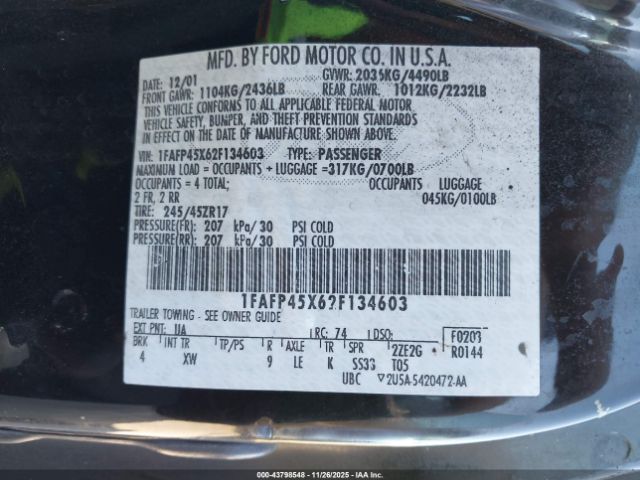 MFD. BY FORD MOTOR CO. IN U.S.A.
DATE: 12/01 GVWR: 2036KG/4490LB
FRONT GAWR: 1104KG/2436LB REAR GAWR: 1012KG/2232LB
THIS VEHICLE CONFORMS TO ALL APPLICABLE FEDERAL MOTOR
VEHICLE SAFETY, BUMPER, AND THEFT PREVENTION STANDARDS
IN EFFECT ON THE DATE OF MANUFACTURE SHOWN ABOVE.
VIN: 1FAFP45X62F134603 TYPE: PASSENGER
MAXIMUM LOAD = OCCUPANTS + LUGGAGE =317KG/0700LB
OCCUPANTS = 4 TOTAL; LUGGAGE
2 FR, 2 RR 045KG/0100LB
TIRE: 245/45ZR17
PRESSURE(FR): 207 kPa/30 PSI COLD
PRESSURE(RR): 207 kPa/30 PSI COLD
1FAFP45X62F134603
TRAILER TOWING - SEE OWNER GUIDE
EXT PNT: UA RC: 74 DSO: F0203
BRK INT TR TP/PS R AXLE TR SPR 2ZE2G R0144
4 XW 9 LE K SS33 T05
UBC ▽2U5A-5420472-AA
000-43798548 - 11/26/2025 - IAA Inc.